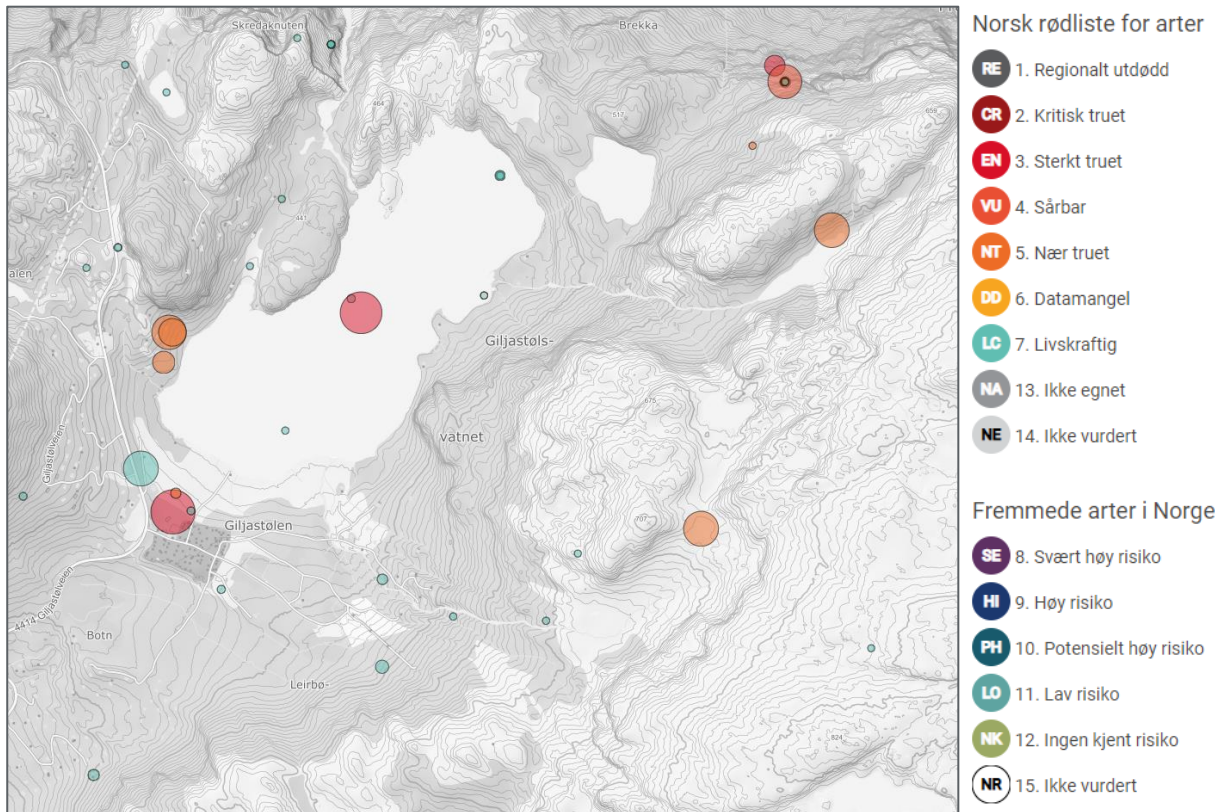 Skredaknuten
Brekka
464
517
659
441
alen
Giljastøls-
675
vatnet
Giljastølveien
707
Giljastølen
4414 Giljastølveien
Botn
Leirbø-
824
Norsk rødliste for arter
RE 1. Regionalt utdødd
CR 2. Kritisk truet
EN 3. Sterkt truet
VU 4. Sårbar
NT 5. Nær truet
DD 6. Datamangel
LC 7. Livskraftig
NA 13. Ikke egnet
NE 14. Ikke vurdert
Fremmede arter i Norge
SE 8. Svært høy risiko
HI 9. Høy risiko
PH 10. Potensielt høy risiko
LO 11. Lav risiko
NK 12. Ingen kjent risiko
NR 15. Ikke vurdert